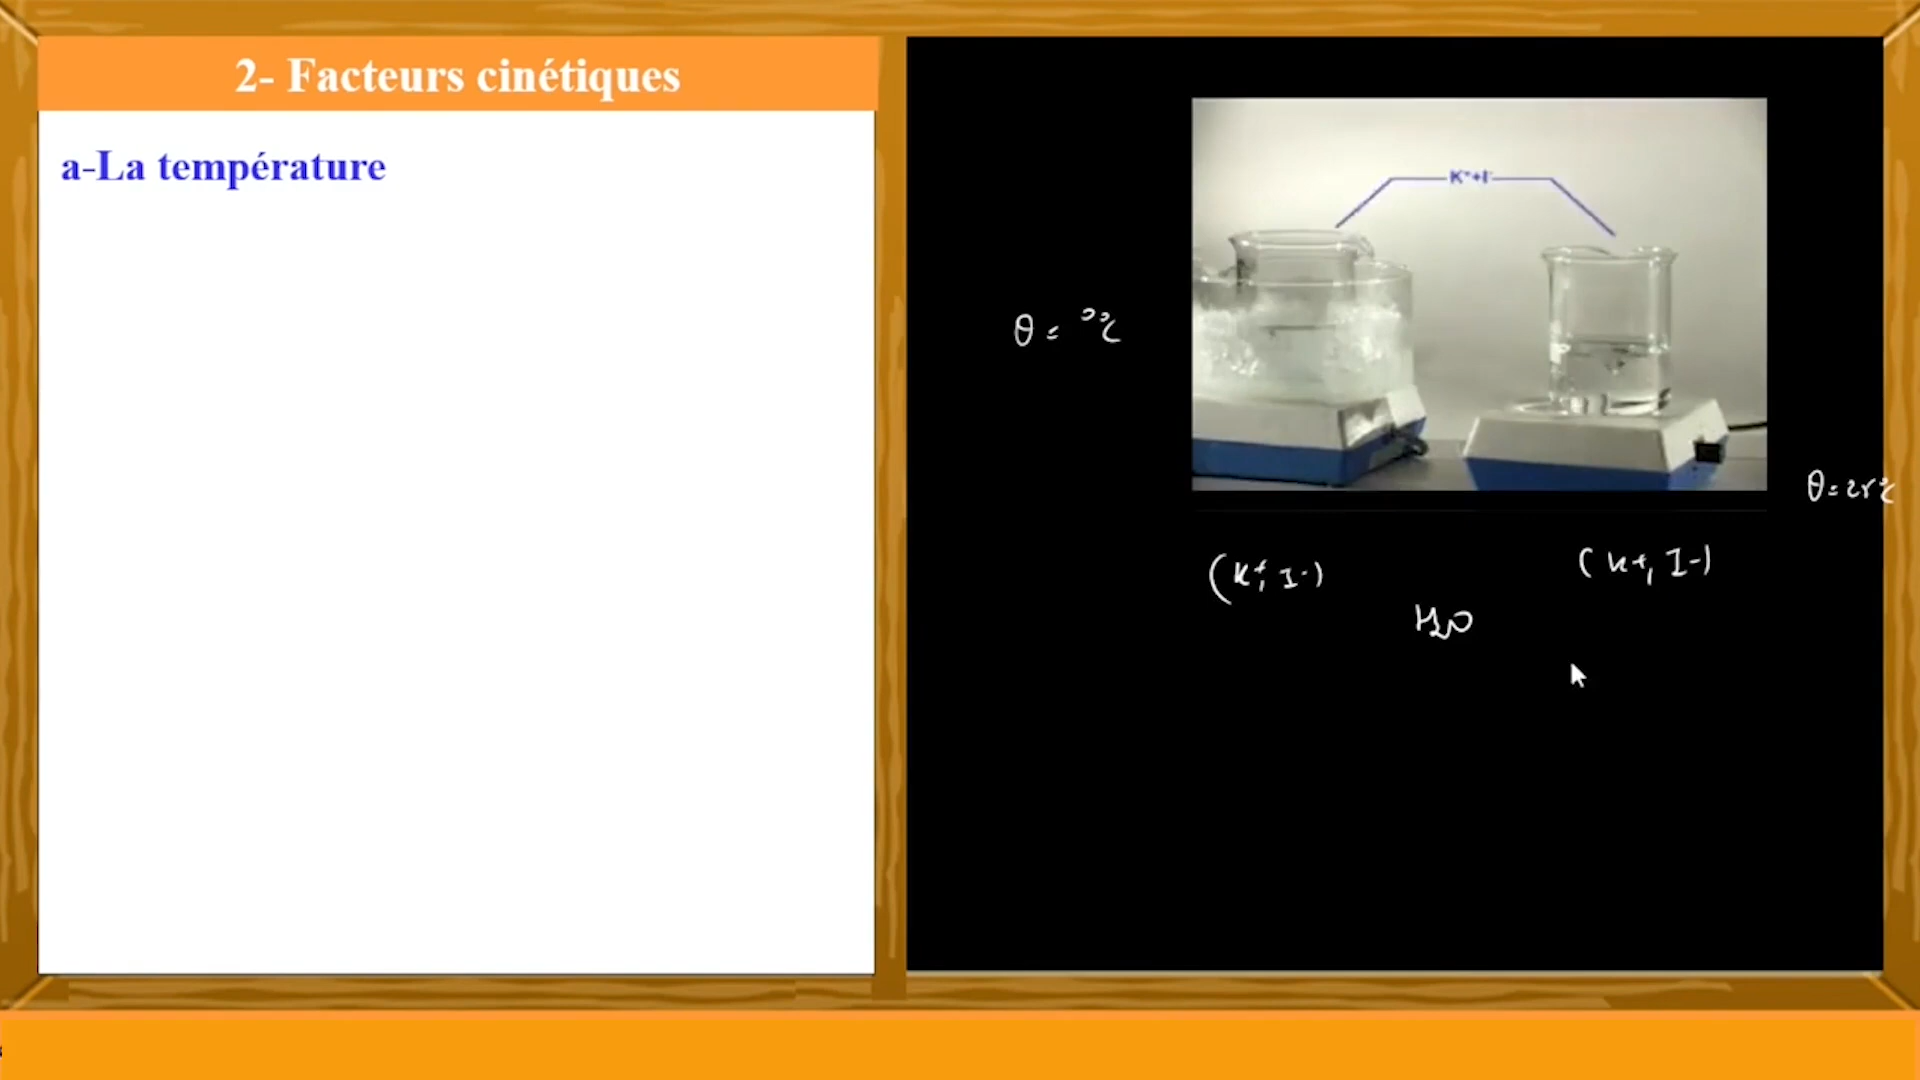 2- Facteurs cinétiques
a-La température
K⁺+I⁻
θ = 0°C
θ = 25°C
(K⁺, I⁻)
(K⁺, I⁻)
H₂O